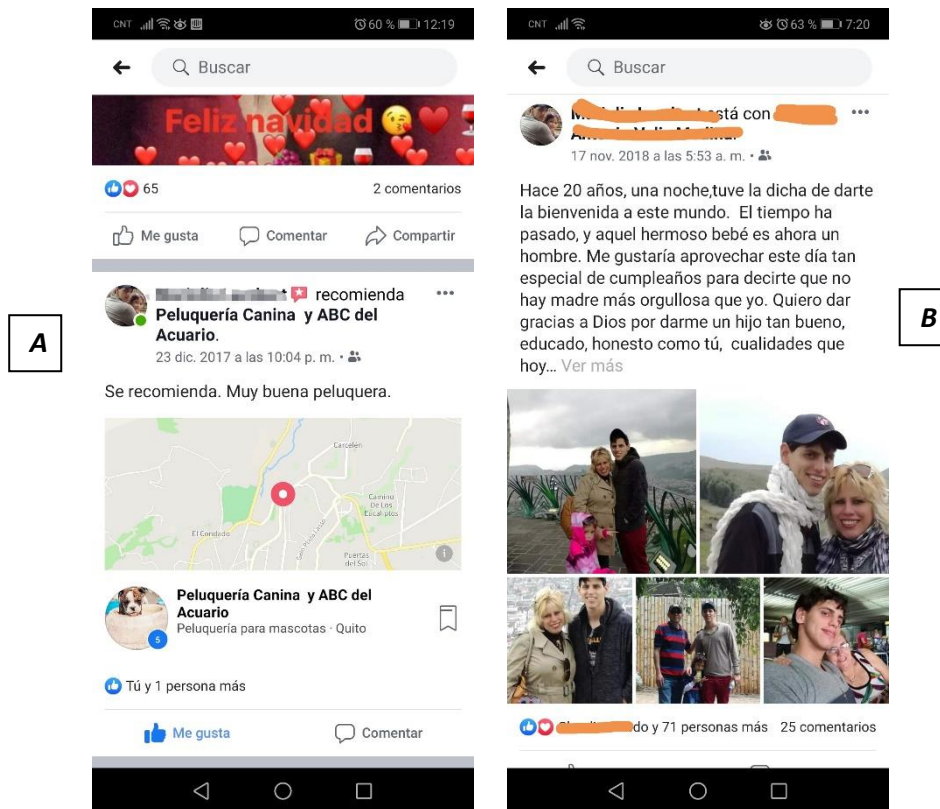 A
CNT 60 % 12:19
Buscar
Feliz navidad
65 2 comentarios
Me gusta Comentar Compartir
recomienda
Peluquería Canina y ABC del
Acuario.
23 dic. 2017 a las 10:04 p. m.
Se recomienda. Muy buena peluquera.
Carcelén
Camino
De Los
Eucaliptos
El Condado
Puertas
del Sol
Peluquería Canina y ABC del
Acuario
Peluquería para mascotas · Quito
5
Tú y 1 persona más
Me gusta Comentar
B
CNT 63 % 7:20
Buscar
stá con
17 nov. 2018 a las 5:53 a. m.
Hace 20 años, una noche,tuve la dicha de darte
la bienvenida a este mundo. El tiempo ha
pasado, y aquel hermoso bebé es ahora un
hombre. Me gustaría aprovechar este día tan
especial de cumpleaños para decirte que no
hay madre más orgullosa que yo. Quiero dar
gracias a Dios por darme un hijo tan bueno,
educado, honesto como tú, cualidades que
hoy... Ver más
do y 71 personas más 25 comentarios